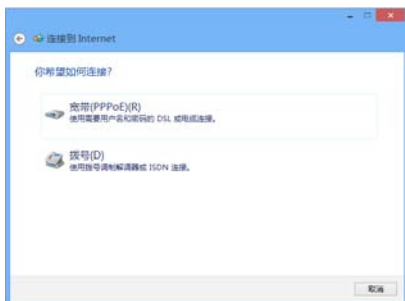 连接到 Internet
你希望如何连接?
宽带(PPPoE)(R)
使用需要用户名和密码的 DSL 或电缆连接。
拨号(D)
使用拨号调制解调器或 ISDN 连接。
取消